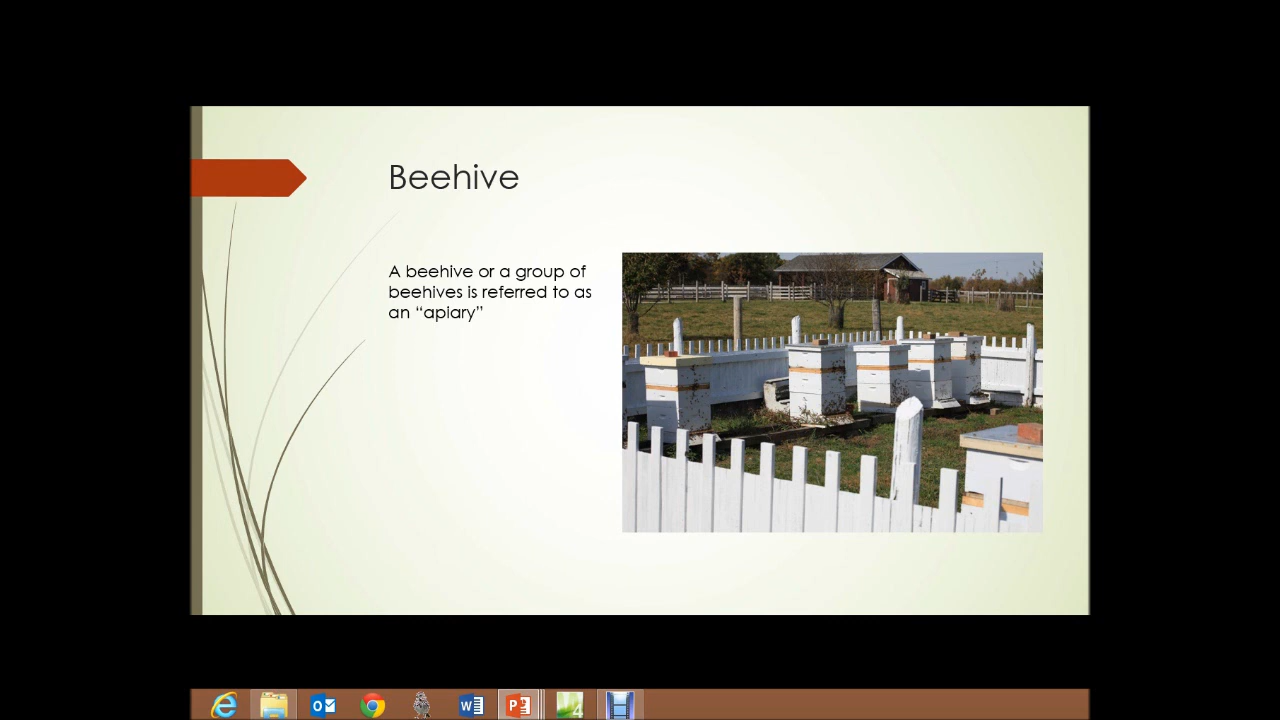 Beehive
A beehive or a group of
beehives is referred to as
an “apiary”